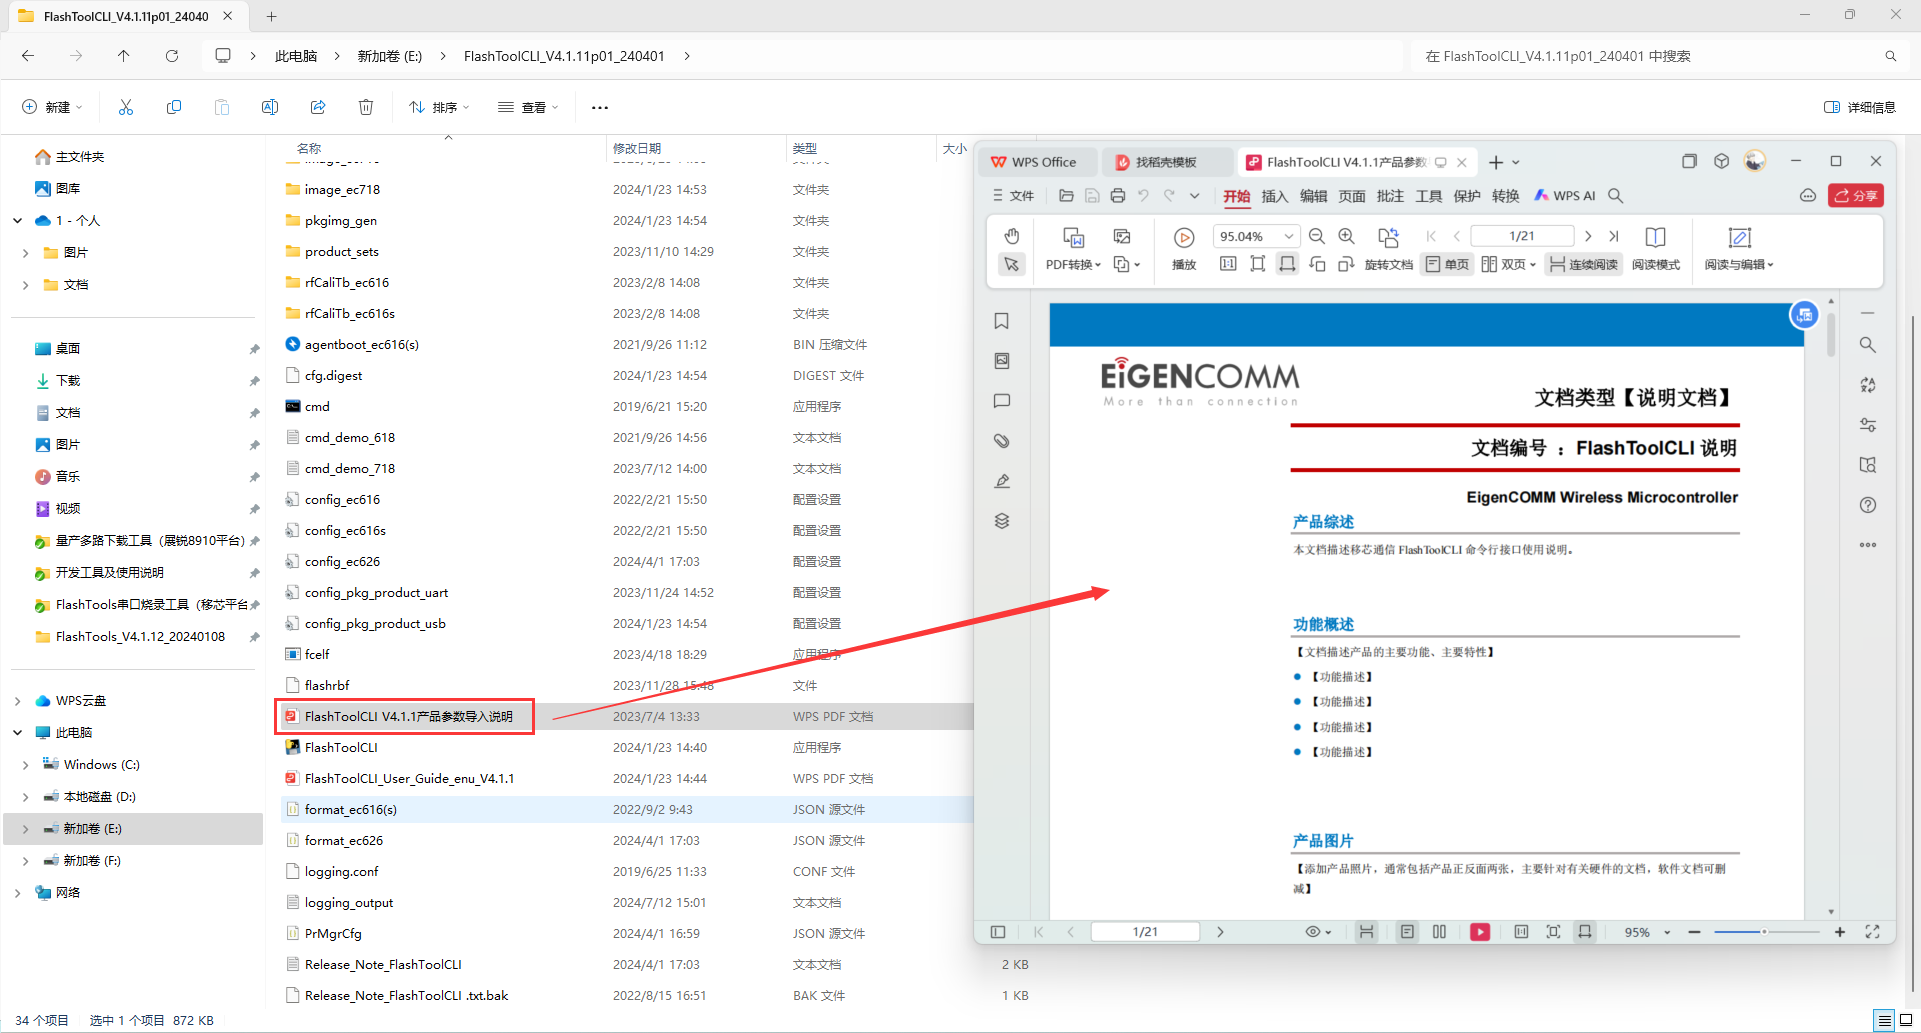 FlashToolCLI_V4.1.11p01_24040
此电脑
新加卷 (E:)
FlashToolCLI_V4.1.11p01_240401
在 FlashToolCLI_V4.1.11p01_240401 中搜索
新建
排序
查看
详细信息
主文件夹
图库
1 - 个人
图片
文档
桌面
下载
文档
图片
音乐
视频
量产多路下载工具（展锐8910平台）
开发工具及使用说明
FlashTools串口烧录工具（移芯平台
FlashTools_V4.1.12_20240108
WPS云盘
此电脑
Windows (C:)
本地磁盘 (D:)
新加卷 (E:)
新加卷 (F:)
网络
名称 修改日期 类型 大小
image_ec718 2024/1/23 14:53 文件夹
pkgimg_gen 2024/1/23 14:54 文件夹
product_sets 2023/11/10 14:29 文件夹
rfCaliTb_ec616 2023/2/8 14:08 文件夹
rfCaliTb_ec616s 2023/2/8 14:08 文件夹
agentboot_ec616(s) 2021/9/26 11:12 BIN 压缩文件
cfg.digest 2024/1/23 14:54 DIGEST 文件
cmd 2019/6/21 15:20 应用程序
cmd_demo_618 2021/9/26 14:56 文本文档
cmd_demo_718 2023/7/12 14:00 文本文档
config_ec616 2022/2/21 15:50 配置设置
config_ec616s 2022/2/21 15:50 配置设置
config_ec626 2024/4/1 17:03 配置设置
config_pkg_product_uart 2023/11/24 14:52 配置设置
config_pkg_product_usb 2024/1/23 14:54 配置设置
fcelf 2023/4/18 18:29 应用程序
flashrbf 2023/11/28 15:48 文件
FlashToolCLI V4.1.1产品参数导入说明 2023/7/4 13:33 WPS PDF 文档
FlashToolCLI 2024/1/23 14:40 应用程序
FlashToolCLI_User_Guide_enu_V4.1.1 2024/1/23 14:44 WPS PDF 文档
format_ec616(s) 2022/9/2 9:43 JSON 源文件
format_ec626 2024/4/1 17:03 JSON 源文件
logging.conf 2019/6/25 11:33 CONF 文件
logging_output 2024/7/12 15:01 文本文档
PrMgrCfg 2024/4/1 16:59 JSON 源文件
Release_Note_FlashToolCLI 2024/4/1 17:03 文本文档 2 KB
Release_Note_FlashToolCLI .txt.bak 2022/8/15 16:51 BAK 文件 1 KB
34 个项目 选中 1 个项目 872 KB
WPS Office
找稻壳模板
FlashToolCLI V4.1.1产品参数
文件
开始 插入 编辑 页面 批注 工具 保护 转换 WPS AI
分享
95.04%
1/21
PDF转换 播放 旋转文档 单页 双页 连续阅读 阅读模式 阅读与编辑
EiGENCOMM
More than connection
文档类型【说明文档】
文档编号 ： FlashToolCLI 说明
EigenCOMM Wireless Microcontroller
产品综述
本文档描述移芯通信 FlashToolCLI 命令行接口使用说明。
功能概述
【文档描述产品的主要功能、主要特性】
● 【功能描述】
● 【功能描述】
● 【功能描述】
● 【功能描述】
产品图片
【添加产品照片，通常包括产品正反面两张，主要针对有关硬件的文档，软件文档可删
减】
1/21
95%